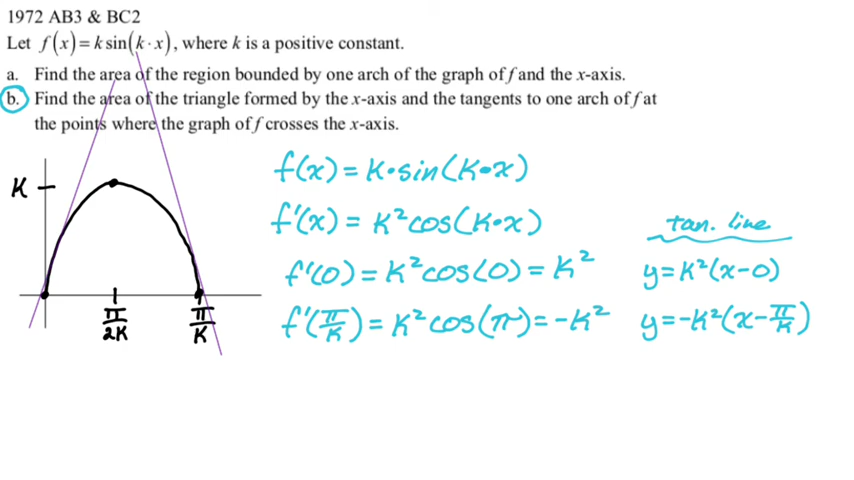 1972 AB3 & BC2
Let f(x) = k sin(k · x), where k is a positive constant.
a. Find the area of the region bounded by one arch of the graph of f and the x-axis.
b. Find the area of the triangle formed by the x-axis and the tangents to one arch of f at
the points where the graph of f crosses the x-axis.
K
π/2K
π/K
f(x) = K·sin(K·x)
f'(x) = K²cos(K·x)
f'(0) = K²cos(0) = K²
f'(π/K) = K²cos(π) = -K²
tan. line
y = K²(x-0)
y = -K²(x-π/K)